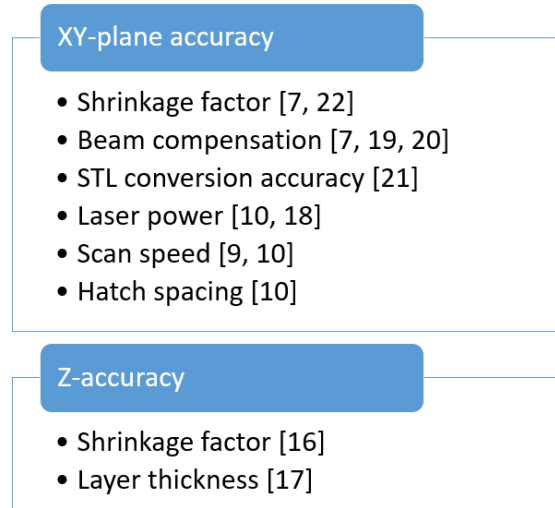 XY-plane accuracy
• Shrinkage factor [7, 22]
• Beam compensation [7, 19, 20]
• STL conversion accuracy [21]
• Laser power [10, 18]
• Scan speed [9, 10]
• Hatch spacing [10]
Z-accuracy
• Shrinkage factor [16]
• Layer thickness [17]